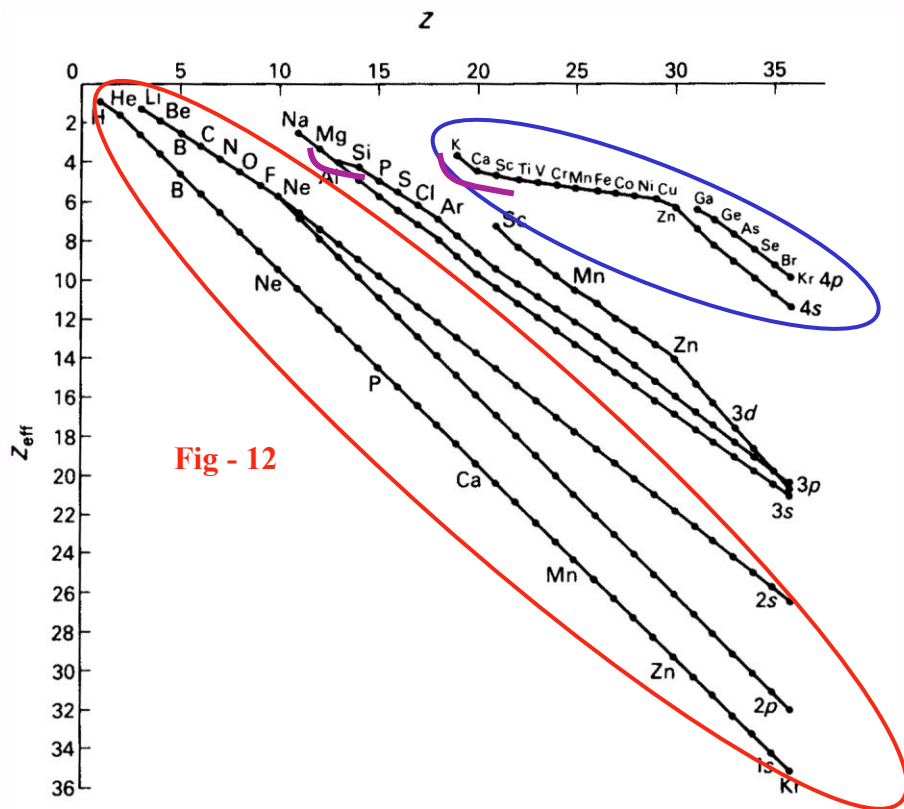 Z
0 5 10 15 20 25 30 35
2
4
6
8
10
12
14
16
18
20
22
24
26
28
30
32
34
36
Zeff
H
He
Li
Be
B
C
N
O
F
Ne
Na
Mg
Al
Si
P
S
Cl
Ar
K
Ca
Sc
Ti
V
Cr
Mn
Fe
Co
Ni
Cu
Zn
Ga
Ge
As
Se
Br
Kr 4p
4s
Sc
Mn
Zn
3d
3p
3s
2s
2p
B
Ne
P
Ca
Mn
Zn
1s
Kr
Fig - 12